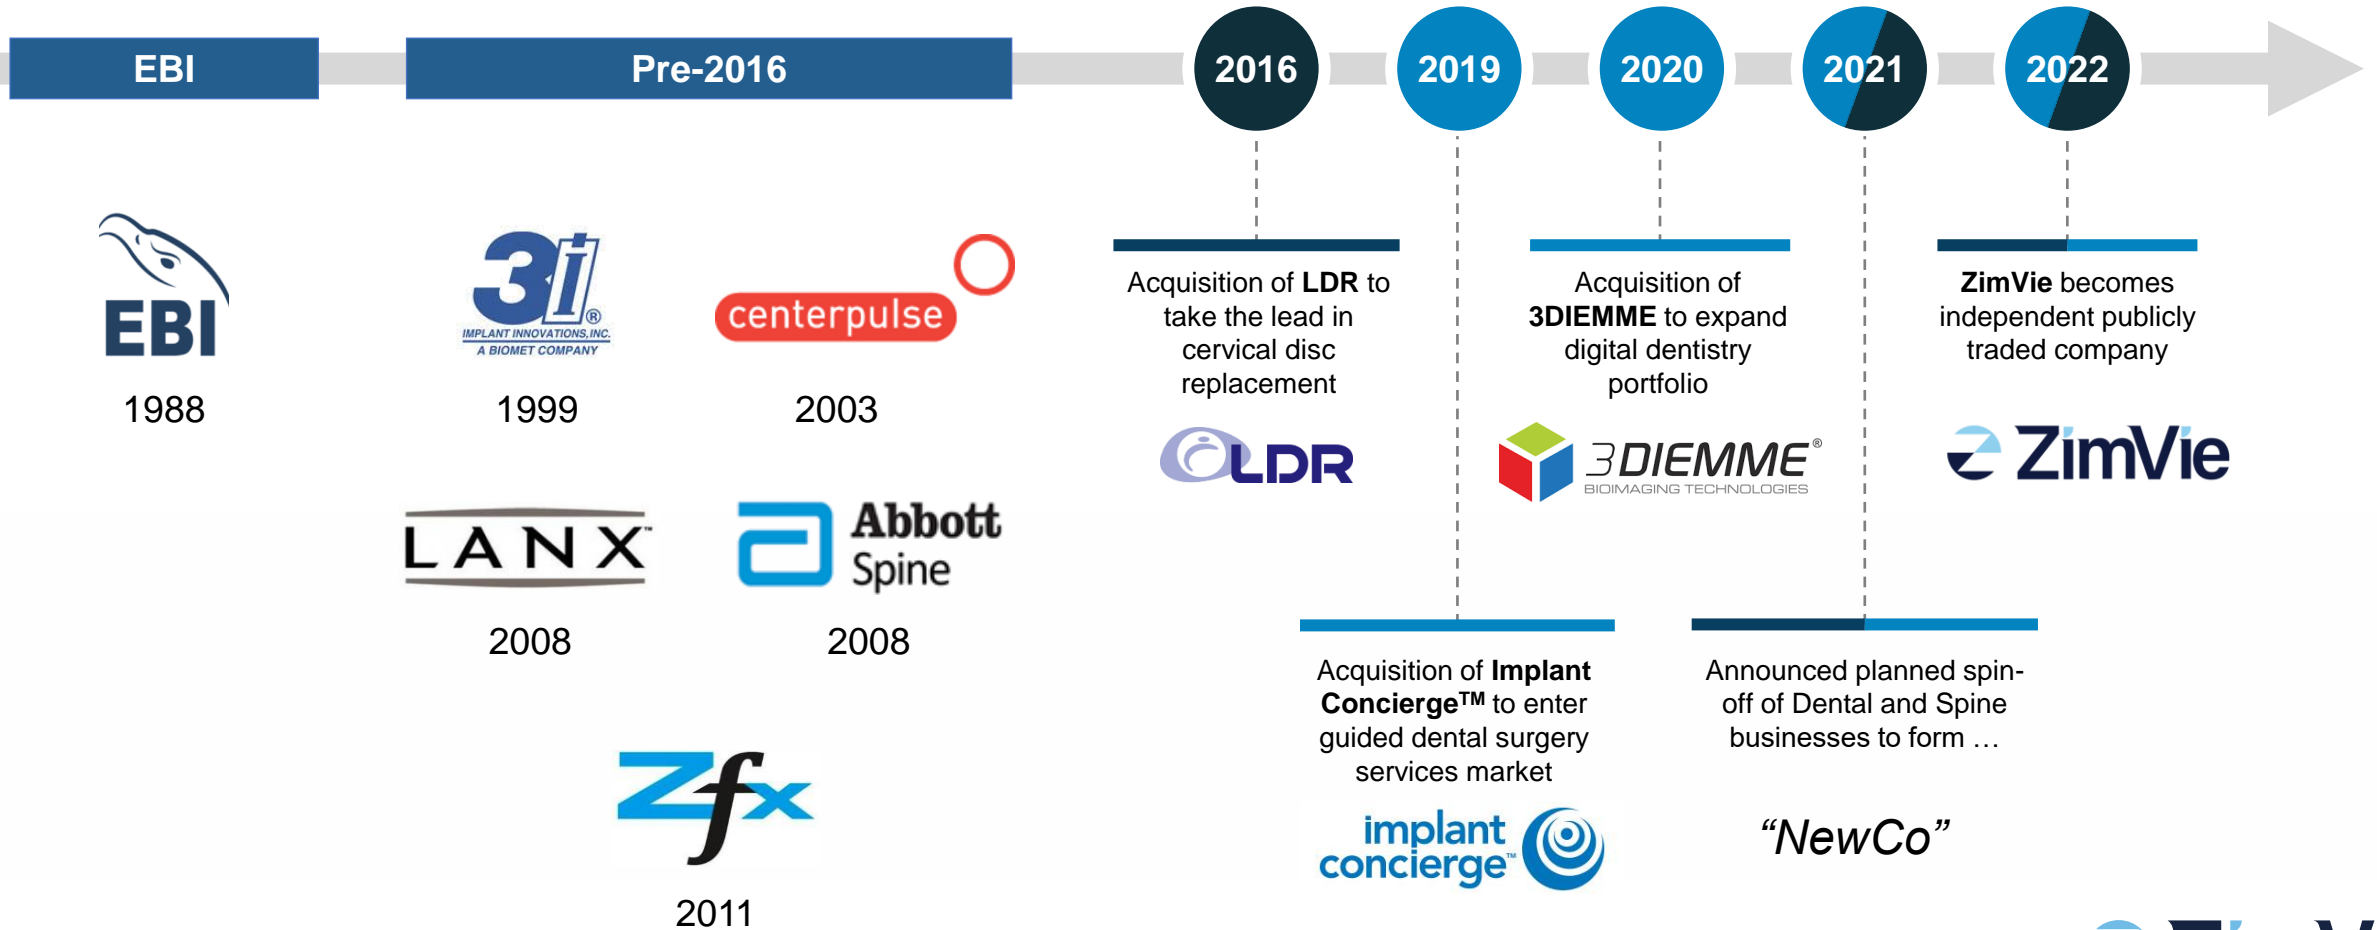 EBI
Pre-2016
2016
2019
2020
2021
2022
EBI
1988
3i®
IMPLANT INNOVATIONS, INC.
A BIOMET COMPANY
1999
centerpulse
2003
LANX™
2008
Abbott
Spine
2008
Zfx
2011
Acquisition of LDR to
take the lead in
cervical disc
replacement
LDR
Acquisition of Implant
Concierge™ to enter
guided dental surgery
services market
implant
concierge™
Acquisition of
3DIEMME to expand
digital dentistry
portfolio
3DIEMME®
BIOIMAGING TECHNOLOGIES
Announced planned spin-
off of Dental and Spine
businesses to form …
“NewCo”
ZimVie becomes
independent publicly
traded company
ZimVie